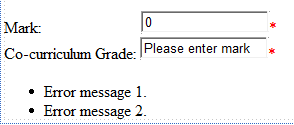 Mark: 0 *
Co-curriculum Grade: Please enter mark *
• Error message 1.
• Error message 2.